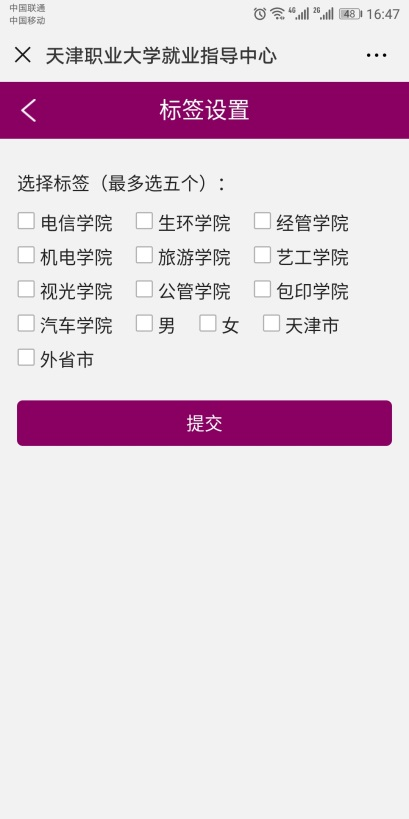 中国联通
中国移动
4G 2G 48 16:47
天津职业大学就业指导中心
标签设置
选择标签（最多选五个）：
电信学院 生环学院 经管学院
机电学院 旅游学院 艺工学院
视光学院 公管学院 包印学院
汽车学院 男 女 天津市
外省市
提交